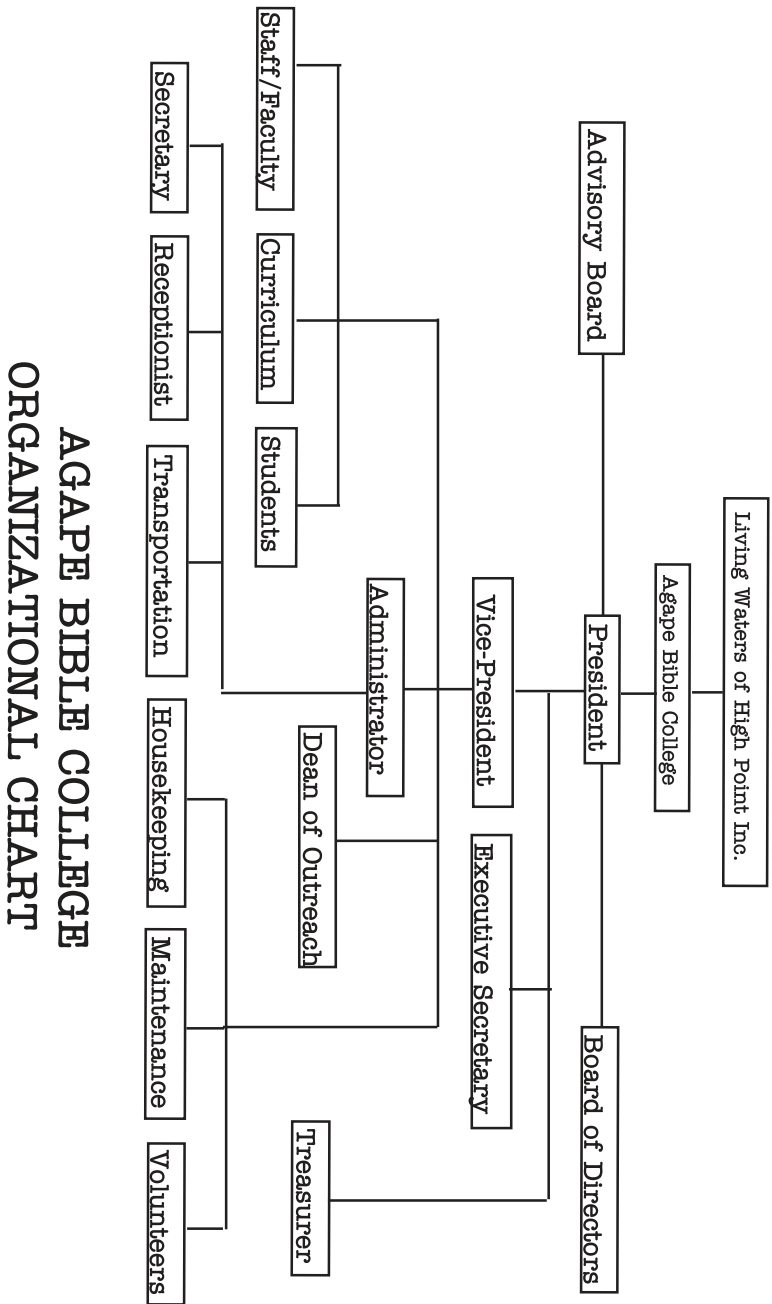 Living Waters of High Point Inc.
Agape Bible College
Advisory Board
President
Board of Directors
Vice-President
Executive Secretary
Administrator
Dean of Outreach
Treasurer
Staff/Faculty
Curriculum
Students
Secretary
Receptionist
Transportation
Housekeeping
Maintenance
Volunteers
AGAPE BIBLE COLLEGE
ORGANIZATIONAL CHART